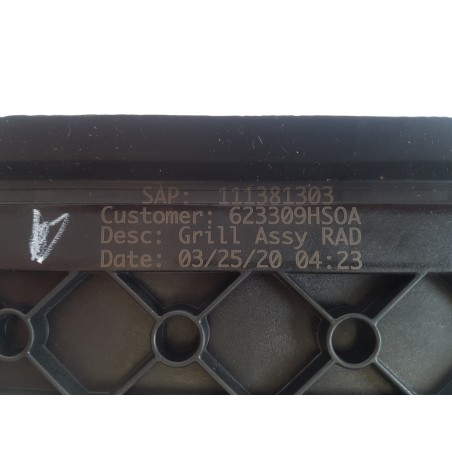 SAP: 111381303
Customer: 623309HS0A
Desc: Grill Assy RAD
Date: 03/25/20 04:23